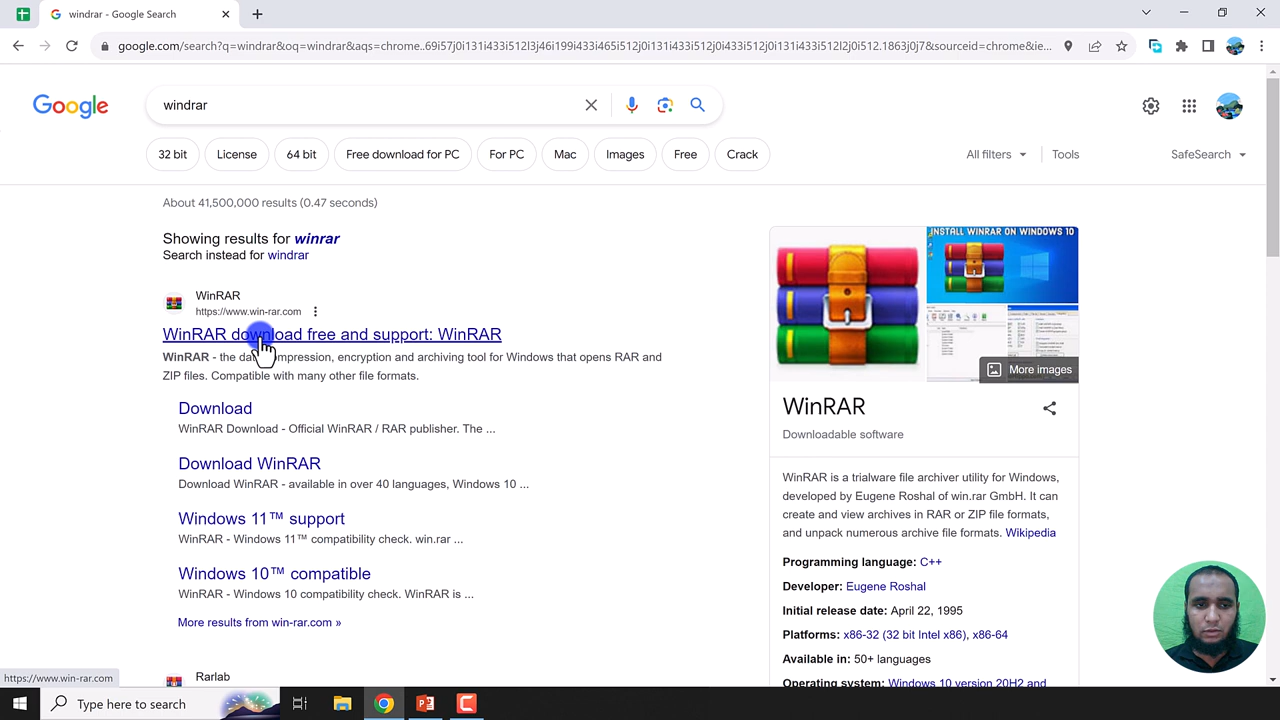 windrar - Google Search
google.com/search?q=windrar&oq=windrar&aqs=chrome..69i57j0i131i433i512l3j46i199i433i465i512j0i131i433i512j0i433i512j0i131i433i512l2j0i512.1863j0j7&sourceid=chrome&ie...
Google
windrar
32 bit
License
64 bit
Free download for PC
For PC
Mac
Images
Free
Crack
All filters
Tools
SafeSearch
About 41,500,000 results (0.47 seconds)
Showing results for winrar
Search instead for windrar
WinRAR
https://www.win-rar.com
WinRAR download free and support: WinRAR
WinRAR - the compression, encryption and archiving tool for Windows that opens RAR and
ZIP files. Compatible with many other file formats.
Download
WinRAR Download - Official WinRAR / RAR publisher. The ...
Download WinRAR
Download WinRAR - available in over 40 languages, Windows 10 ...
Windows 11™ support
WinRAR - Windows 11™ compatibility check. win.rar ...
Windows 10™ compatible
WinRAR - Windows 10 compatibility check. WinRAR is ...
More results from win-rar.com »
Rarlab
INSTALL WINRAR ON WINDOWS 10
More images
WinRAR
Downloadable software
WinRAR is a trialware file archiver utility for Windows,
developed by Eugene Roshal of win.rar GmbH. It can
create and view archives in RAR or ZIP file formats,
and unpack numerous archive file formats. Wikipedia
Programming language: C++
Developer: Eugene Roshal
Initial release date: April 22, 1995
Platforms: x86-32 (32 bit Intel x86), x86-64
Available in: 50+ languages
Operating system: Windows 10 version 20H2 and
https://www.win-rar.com
Type here to search